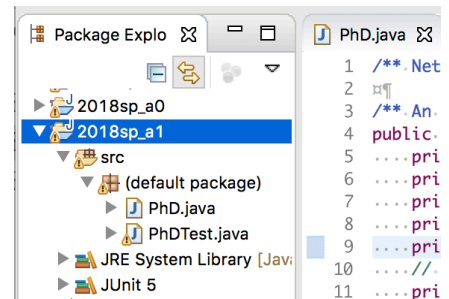 Package Explo
2018sp_a0
2018sp_a1
src
(default package)
PhD.java
PhDTest.java
JRE System Library [Java
JUnit 5
PhD.java
1 /** Net
2 ¤¶
3 /** An
4 public
5 ....pri
6 ....pri
7 ....pri
8 ....pri
9 ....pri
10 ....//
11 ....pri